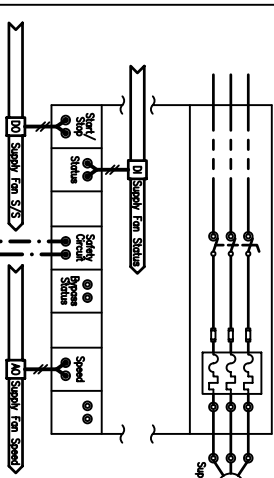 DO
Supply Fan S/S
Start/
Stop
Status
DI
Supply Fan Status
Safety
Circuit
Bypass
Status
Speed
AO
Supply Fan Speed
Sup